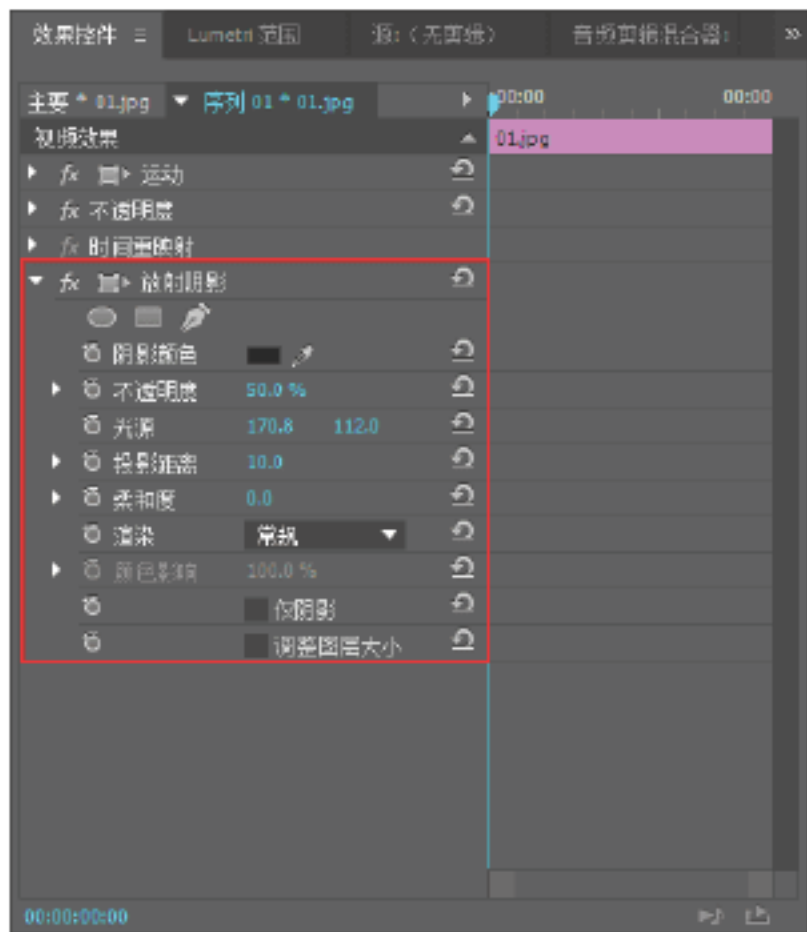 效果控件 Lumetri 范围 源:（无剪辑） 音频剪辑混合器:
主要 * 01.jpg 序列 01 * 01.jpg 00:00 00:00
视频效果 01.jpg
fx 运动
fx 不透明度
fx 时间重映射
fx 放射阴影
阴影颜色
不透明度 50.0 %
光源 170.8 112.0
投影距离 10.0
柔和度 0.0
渲染 常规
颜色影响 100.0 %
仅阴影
调整图层大小
00:00:00:00